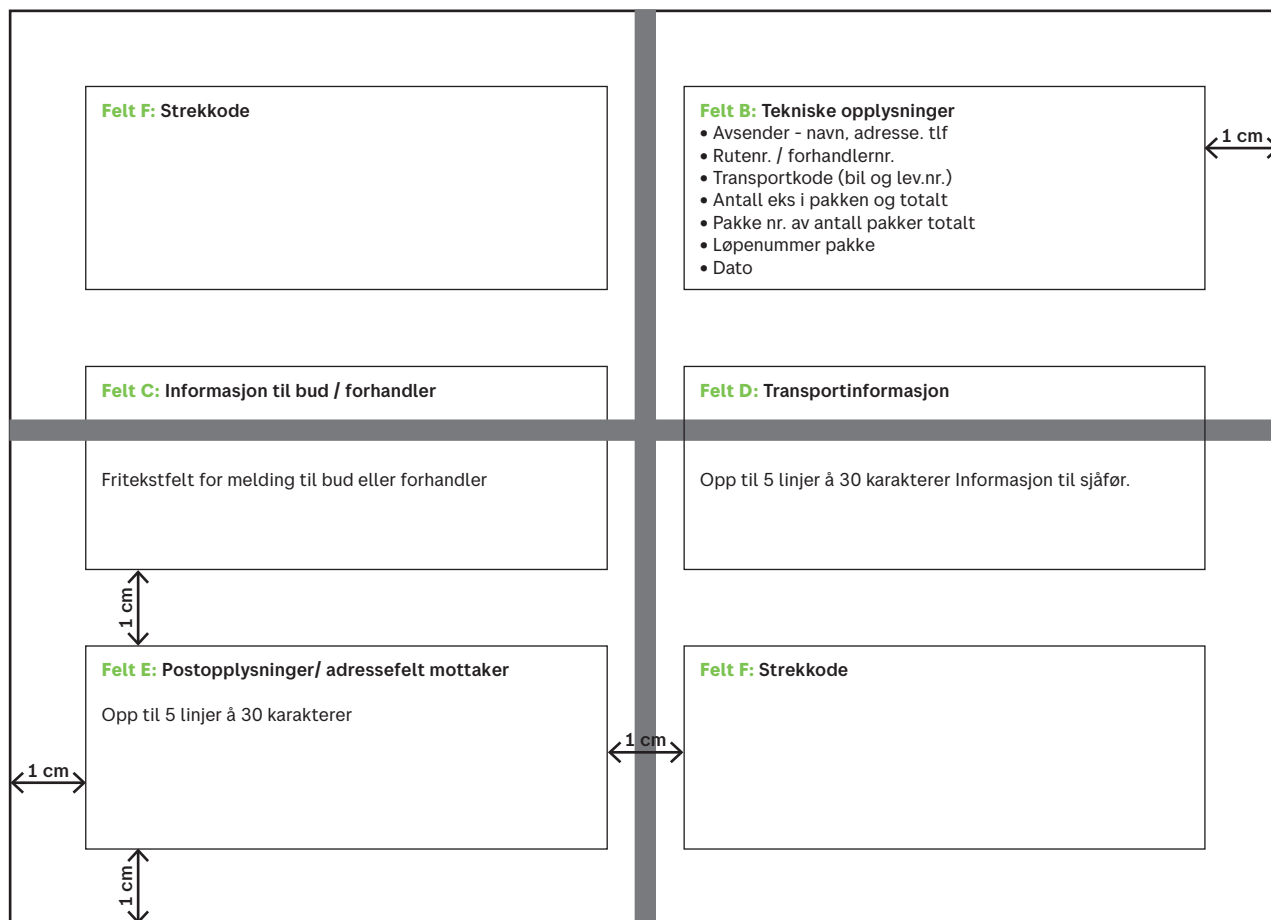 Felt F: Strekkode
Felt B: Tekniske opplysninger
• Avsender - navn, adresse. tlf
• Rutenr. / forhandlernr.
• Transportkode (bil og lev.nr.)
• Antall eks i pakken og totalt
• Pakke nr. av antall pakker totalt
• Løpenummer pakke
• Dato
1 cm
Felt C: Informasjon til bud / forhandler
Fritekstfelt for melding til bud eller forhandler
Felt D: Transportinformasjon
Opp til 5 linjer å 30 karakterer Informasjon til sjåfør.
1 cm
Felt E: Postopplysninger/ adressefelt mottaker
Opp til 5 linjer å 30 karakterer
Felt F: Strekkode
1 cm
1 cm
1 cm